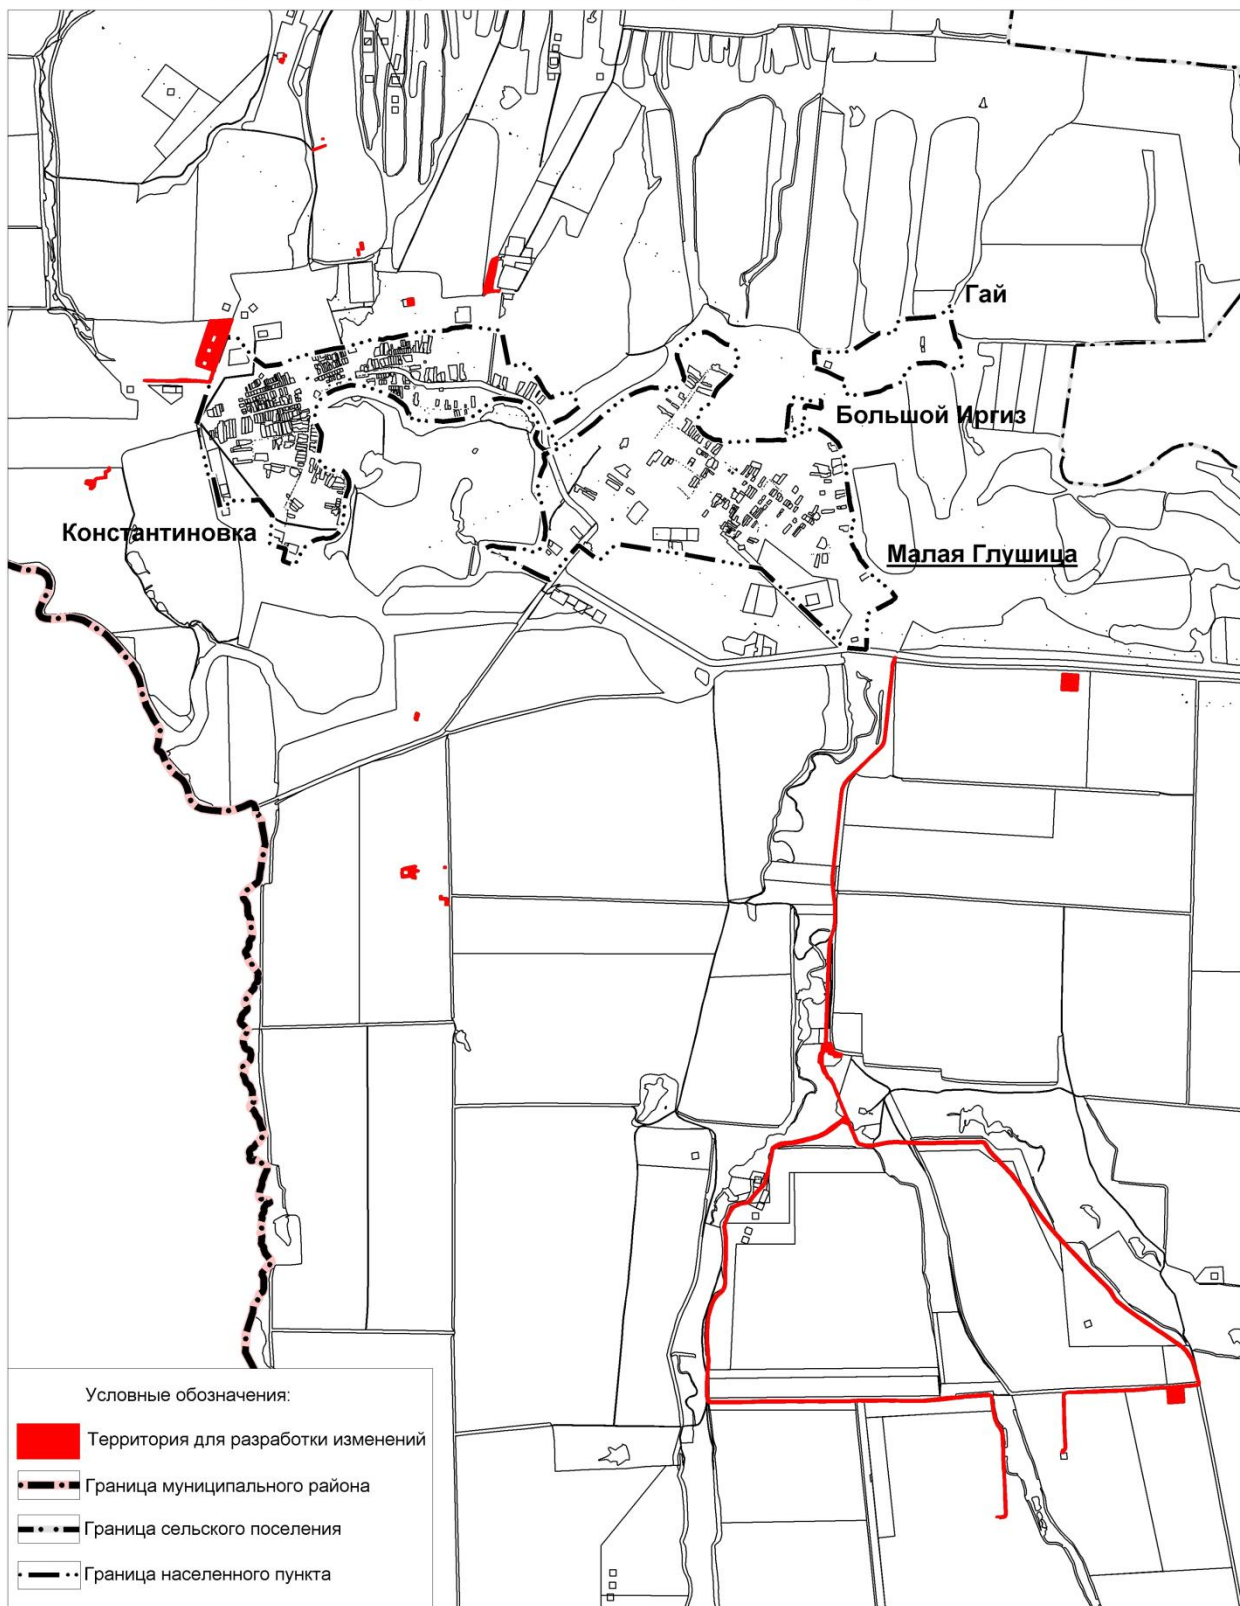 Гай
Большой Иргиз
Константиновка
Малая Глушица
Условные обозначения:
Территория для разработки изменений
Граница муниципального района
Граница сельского поселения
Граница населенного пункта